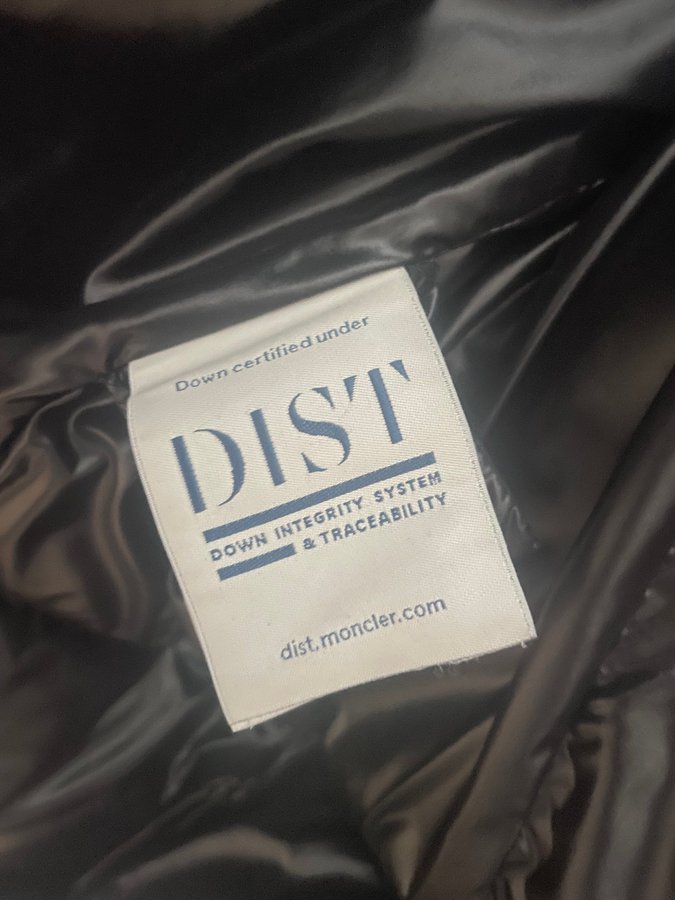 Down certified under
DIST
DOWN INTEGRITY SYSTEM
& TRACEABILITY
dist.moncler.com